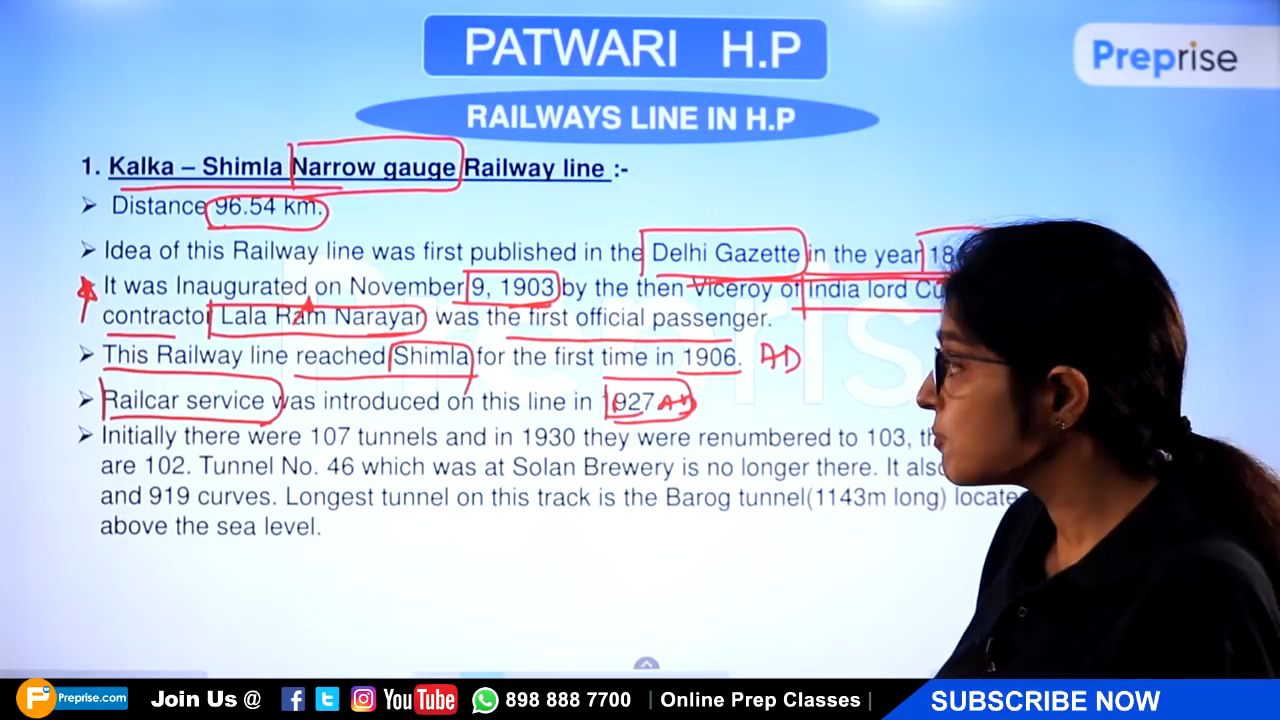 PATWARI H.P
Preprise
RAILWAYS LINE IN H.P
1. Kalka – Shimla Narrow gauge Railway line :-
➢ Distance 96.54 km.
➢ Idea of this Railway line was first published in the Delhi Gazette in the year 18
It was Inaugurated on November 9, 1903 by the then Viceroy of India lord Cu
contractor Lala Ram Narayan was the first official passenger.
➢ This Railway line reached Shimla for the first time in 1906. AD
➢ Railcar service was introduced on this line in 1927 AD
➢ Initially there were 107 tunnels and in 1930 they were renumbered to 103, th
are 102. Tunnel No. 46 which was at Solan Brewery is no longer there. It also
and 919 curves. Longest tunnel on this track is the Barog tunnel(1143m long) locate
above the sea level.
Preprise.com Join Us @ YouTube 898 888 7700 | Online Prep Classes | SUBSCRIBE NOW